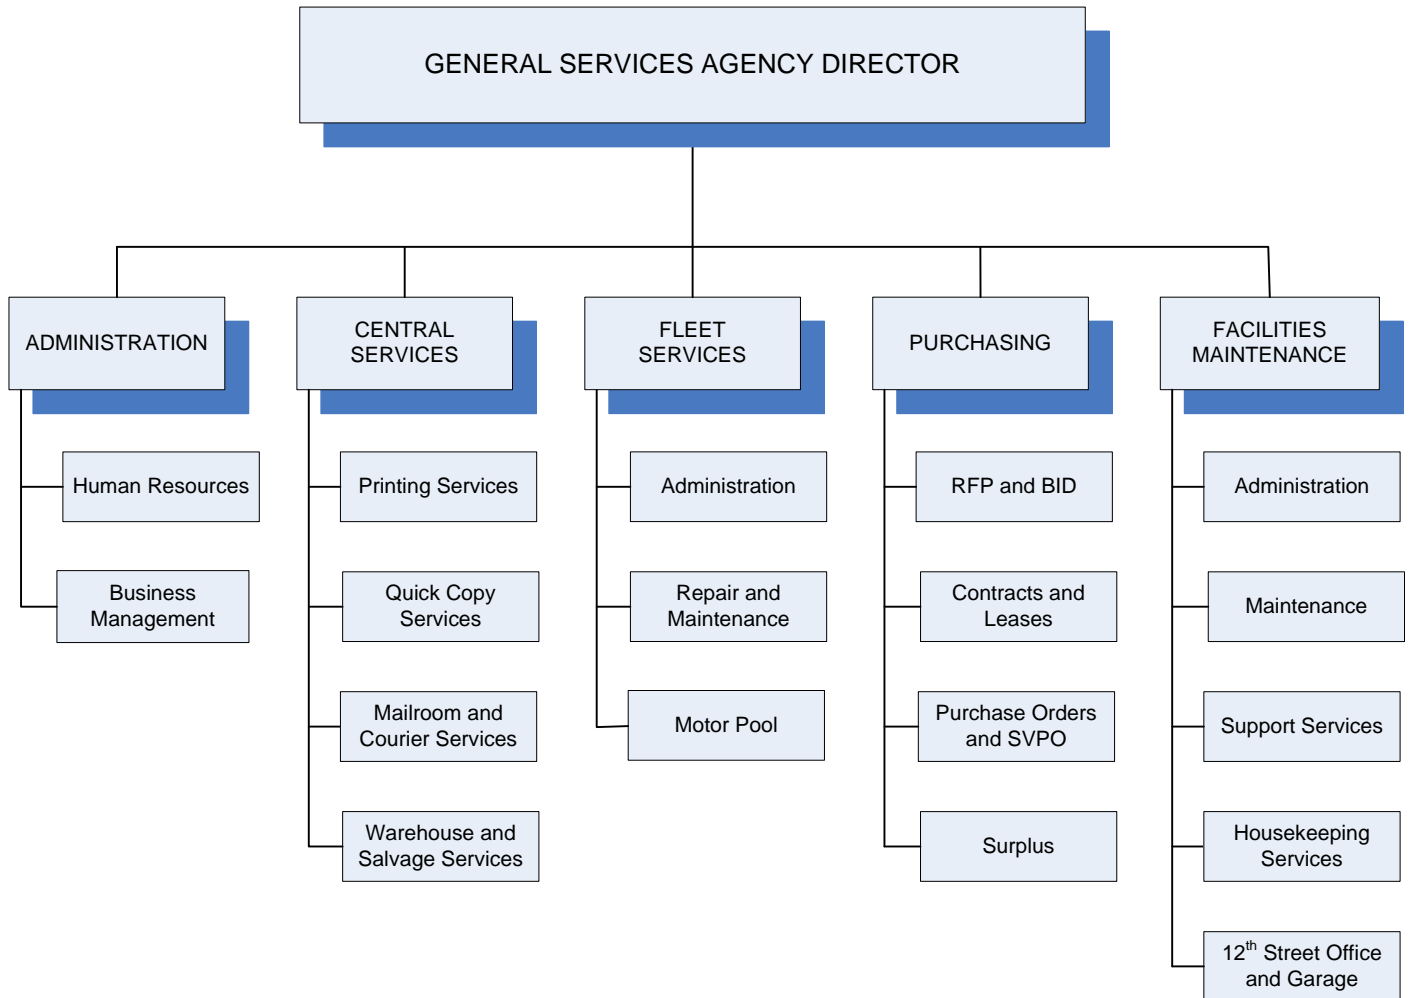 GENERAL SERVICES AGENCY DIRECTOR
ADMINISTRATION
Human Resources
Business
Management
CENTRAL
SERVICES
Printing Services
Quick Copy
Services
Mailroom and
Courier Services
Warehouse and
Salvage Services
FLEET
SERVICES
Administration
Repair and
Maintenance
Motor Pool
PURCHASING
RFP and BID
Contracts and
Leases
Purchase Orders
and SVPO
Surplus
FACILITIES
MAINTENANCE
Administration
Maintenance
Support Services
Housekeeping
Services
12th Street Office
and Garage